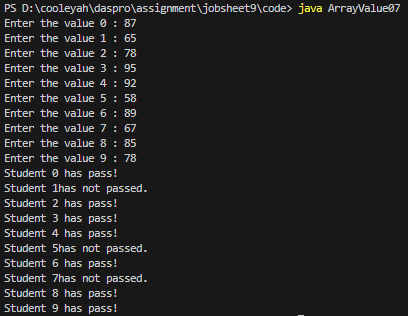 PS D:\cooleyah\daspro\assignment\jobsheet9\code> java ArrayValue07
Enter the value 0 : 87
Enter the value 1 : 65
Enter the value 2 : 78
Enter the value 3 : 95
Enter the value 4 : 92
Enter the value 5 : 58
Enter the value 6 : 89
Enter the value 7 : 67
Enter the value 8 : 85
Enter the value 9 : 78
Student 0 has pass!
Student 1has not passed.
Student 2 has pass!
Student 3 has pass!
Student 4 has pass!
Student 5has not passed.
Student 6 has pass!
Student 7has not passed.
Student 8 has pass!
Student 9 has pass!